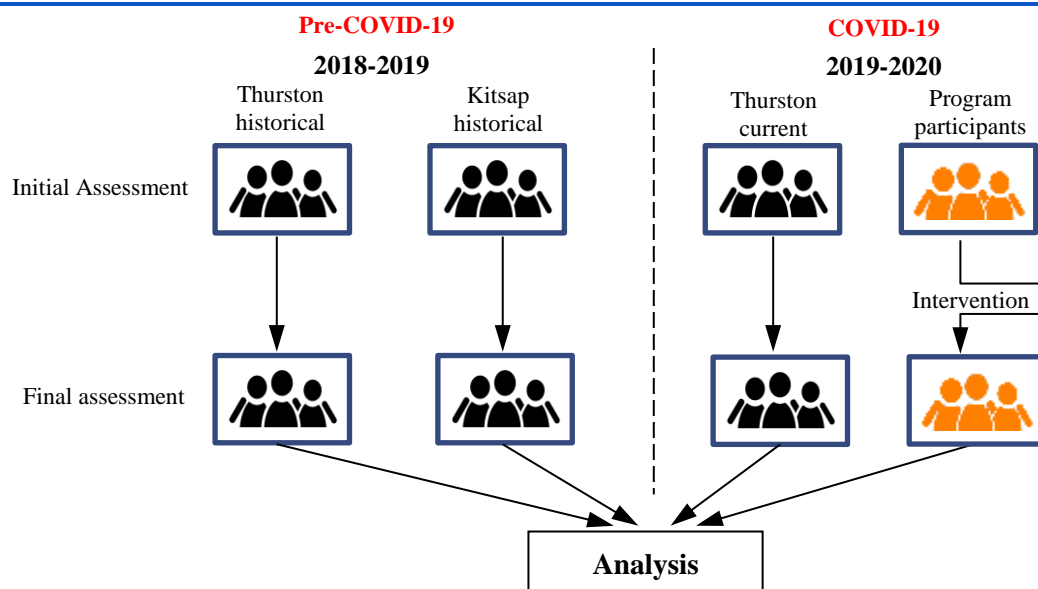 Pre-COVID-19
COVID-19
2018-2019
2019-2020
Thurston
historical
Kitsap
historical
Thurston
current
Program
participants
Initial Assessment
Intervention
Final assessment
Analysis